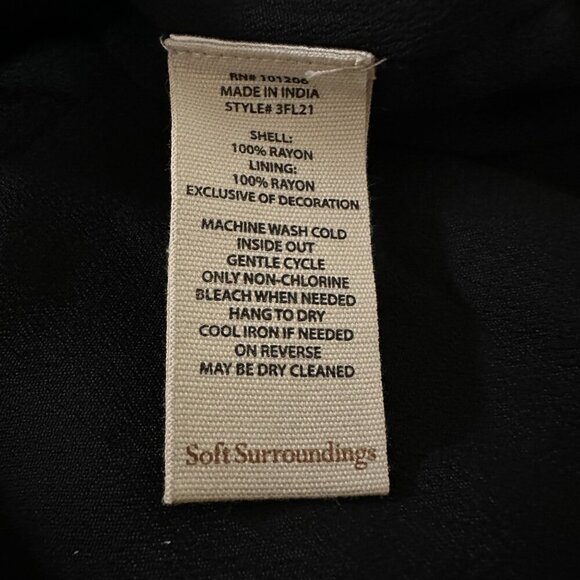 RN# 101206
MADE IN INDIA
STYLE# 3FL21
SHELL:
100% RAYON
LINING:
100% RAYON
EXCLUSIVE OF DECORATION
MACHINE WASH COLD
INSIDE OUT
GENTLE CYCLE
ONLY NON-CHLORINE
BLEACH WHEN NEEDED
HANG TO DRY
COOL IRON IF NEEDED
ON REVERSE
MAY BE DRY CLEANED
Soft Surroundings